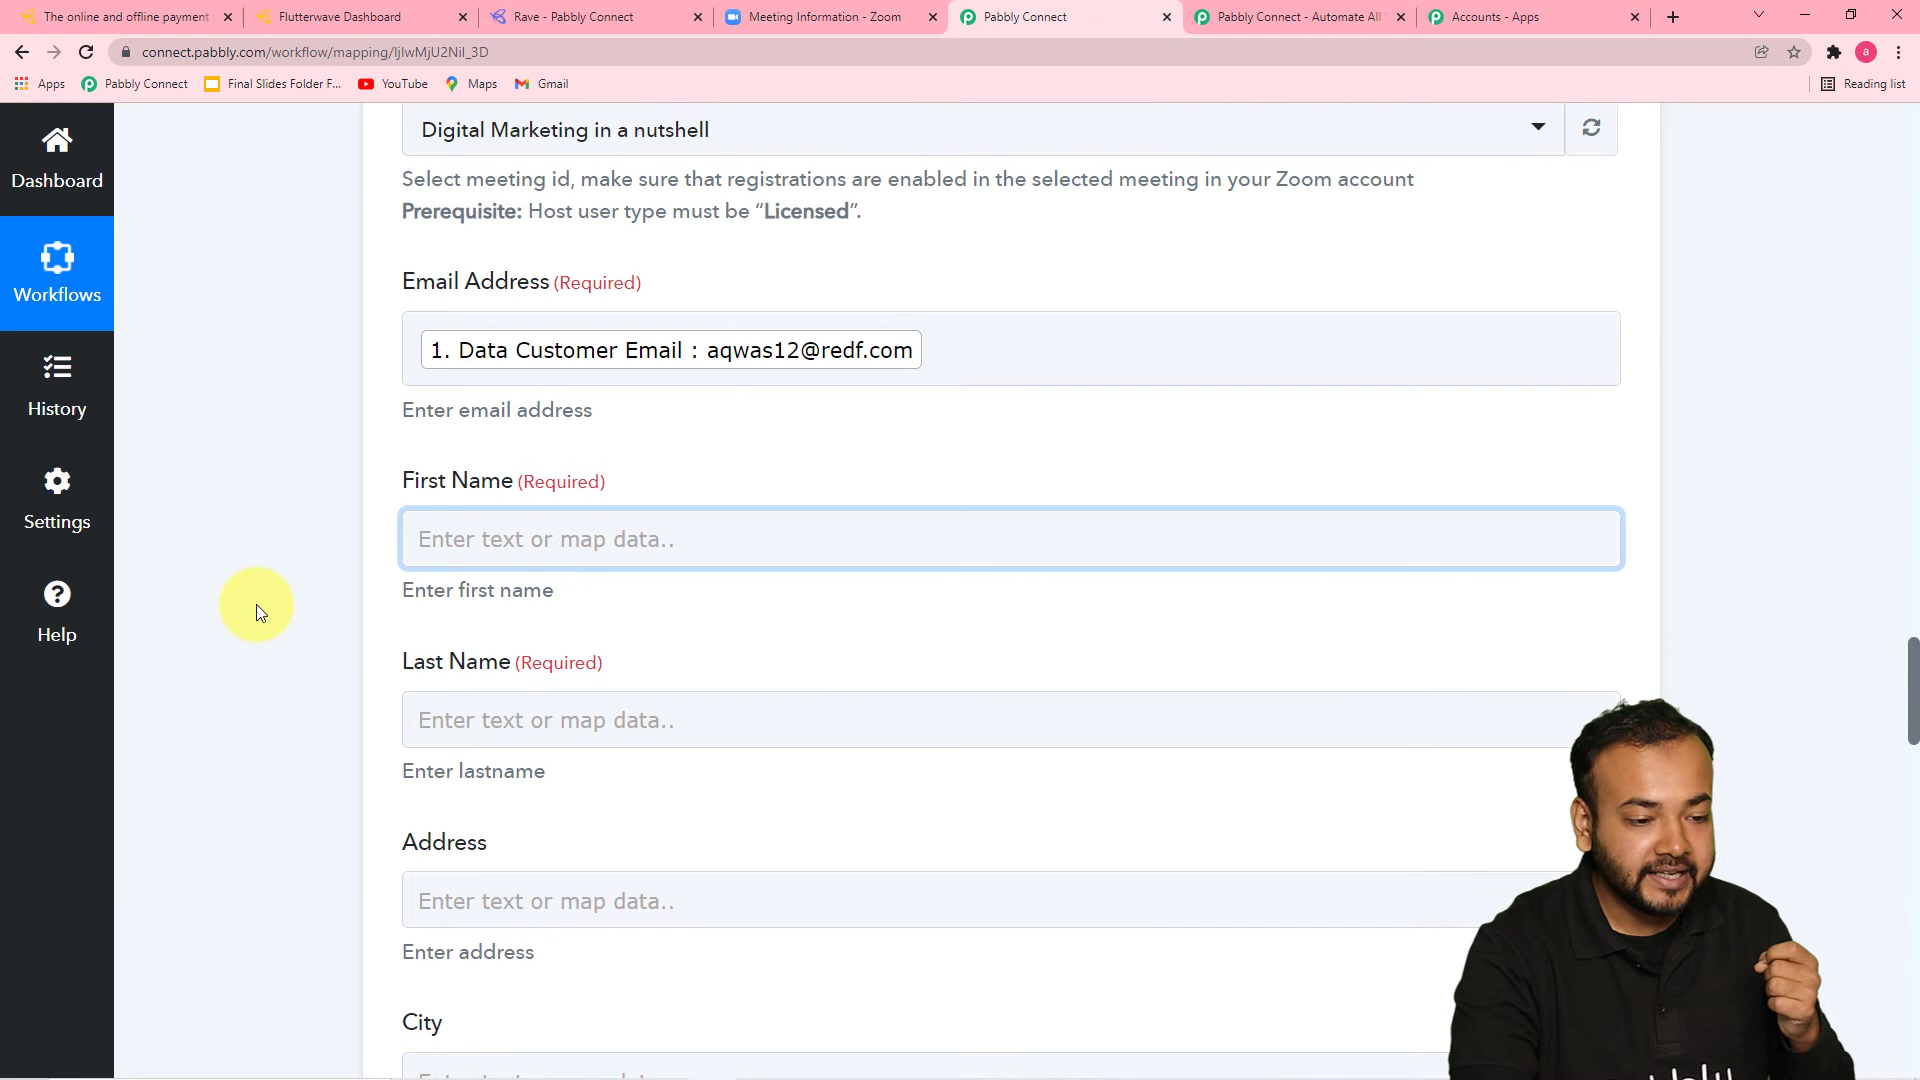 The online and offline payment
Flutterwave Dashboard
Rave - Pabbly Connect
Meeting Information - Zoom
Pabbly Connect
Pabbly Connect - Automate All
Accounts - Apps
connect.pabbly.com/workflow/mapping/IjIwMjU2NiI_3D
Apps
Pabbly Connect
Final Slides Folder F...
YouTube
Maps
Gmail
Reading list
Dashboard
Workflows
History
Settings
Help
Digital Marketing in a nutshell
Select meeting id, make sure that registrations are enabled in the selected meeting in your Zoom account
Prerequisite: Host user type must be “Licensed”.
Email Address (Required)
1. Data Customer Email : aqwas12@redf.com
Enter email address
First Name (Required)
Enter text or map data..
Enter first name
Last Name (Required)
Enter text or map data..
Enter lastname
Address
Enter text or map data..
Enter address
City